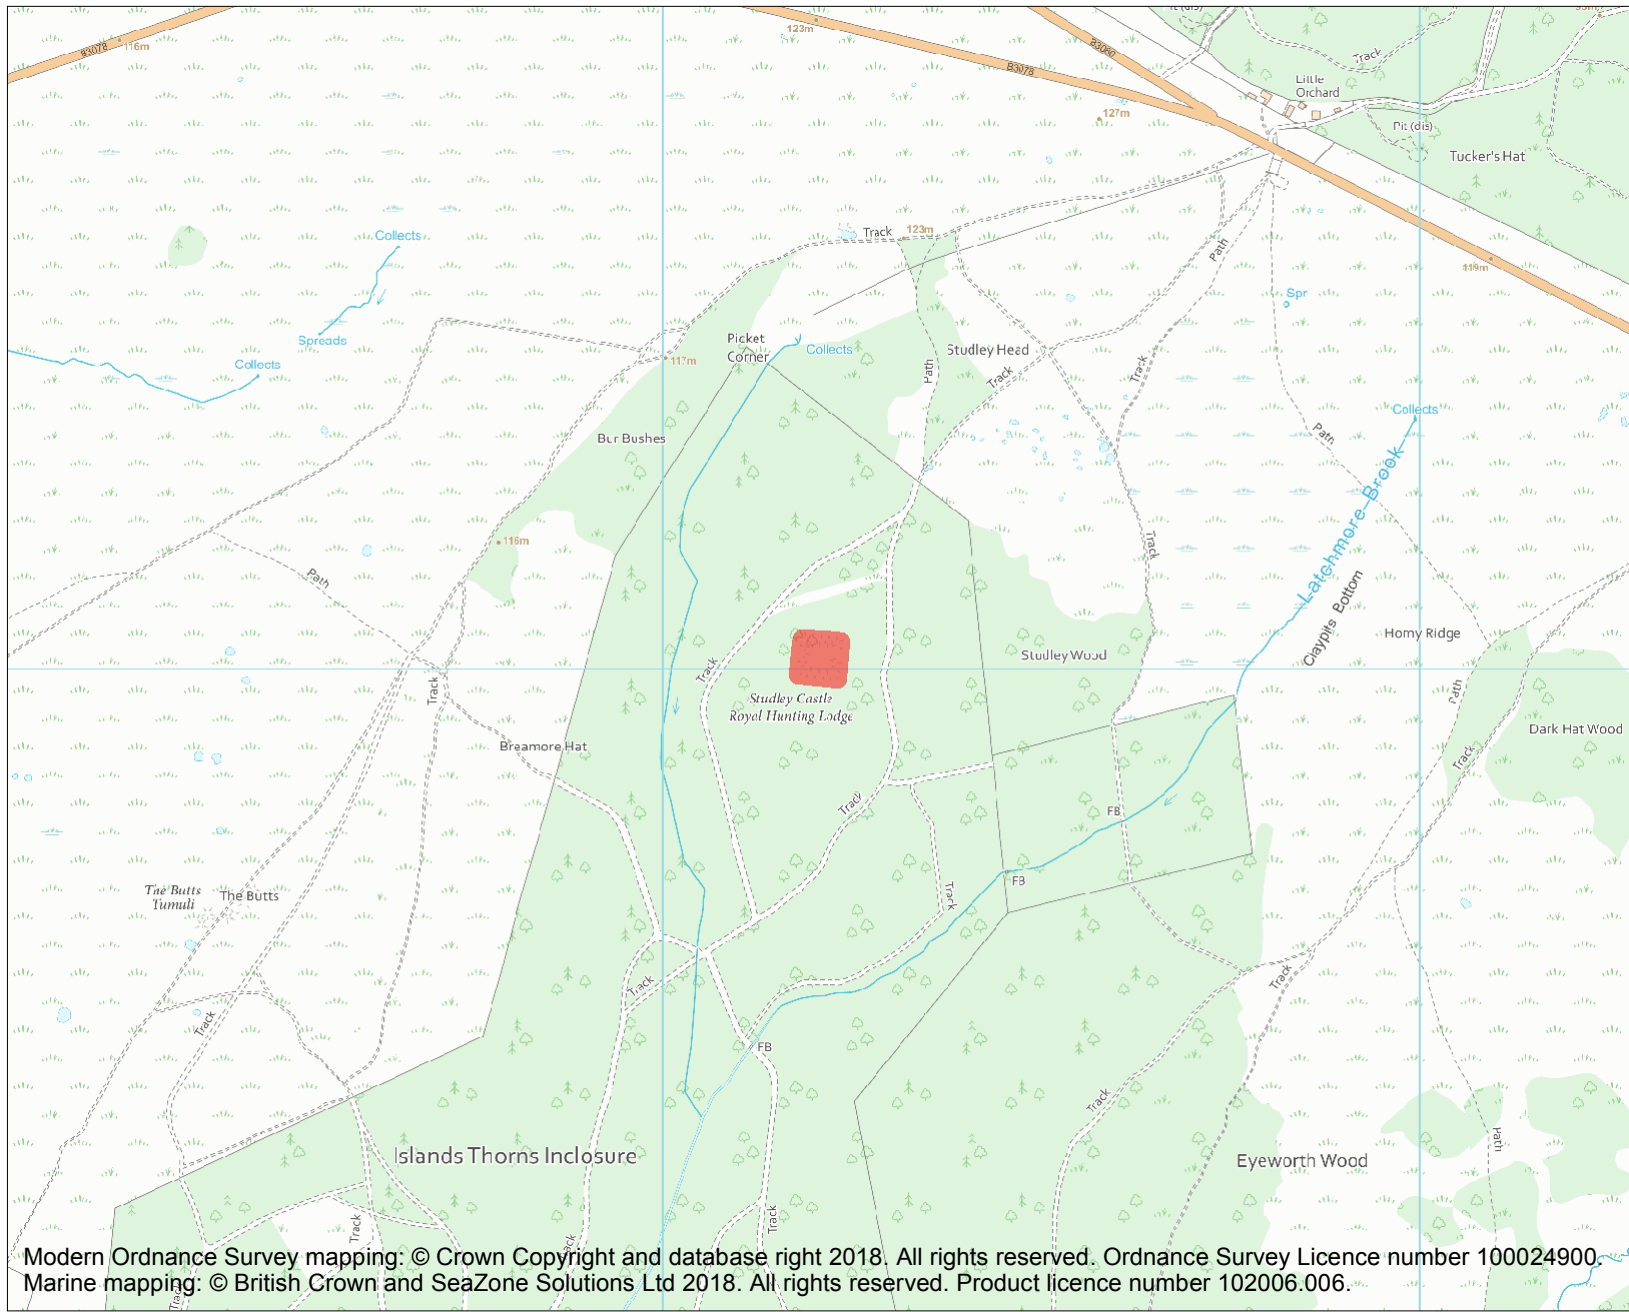 B3078
116m
123m
B3078
B3080
Track
Little
Orchard
127m
Pit (dis)
Tucker's Hat
Collects
Track
123m
Path
119m
Spr
Spreads
Collects
Picket
Corner
Collects
117m
Studley Head
Path
Track
Track
Collects
Path
Bur Bushes
Latchmore Brook
116m
Track
Path
Claypits Bottom
Homy Ridge
Studley Wood
Track
Track
Studley Castle
Royal Hunting Lodge
Path
Dark Hat Wood
Breamore Hat
Track
Track
FB
FB
Track
The Butts
Tumuli
The Butts
Track
Track
Track
FB
Track
Islands Thorns Inclosure
Path
Eyeworth Wood
Track
Track
Track
Modern Ordnance Survey mapping: © Crown Copyright and database right 2018. All rights reserved. Ordnance Survey Licence number 100024900.
Marine mapping: © British Crown and SeaZone Solutions Ltd 2018. All rights reserved. Product licence number 102006.006.
Track